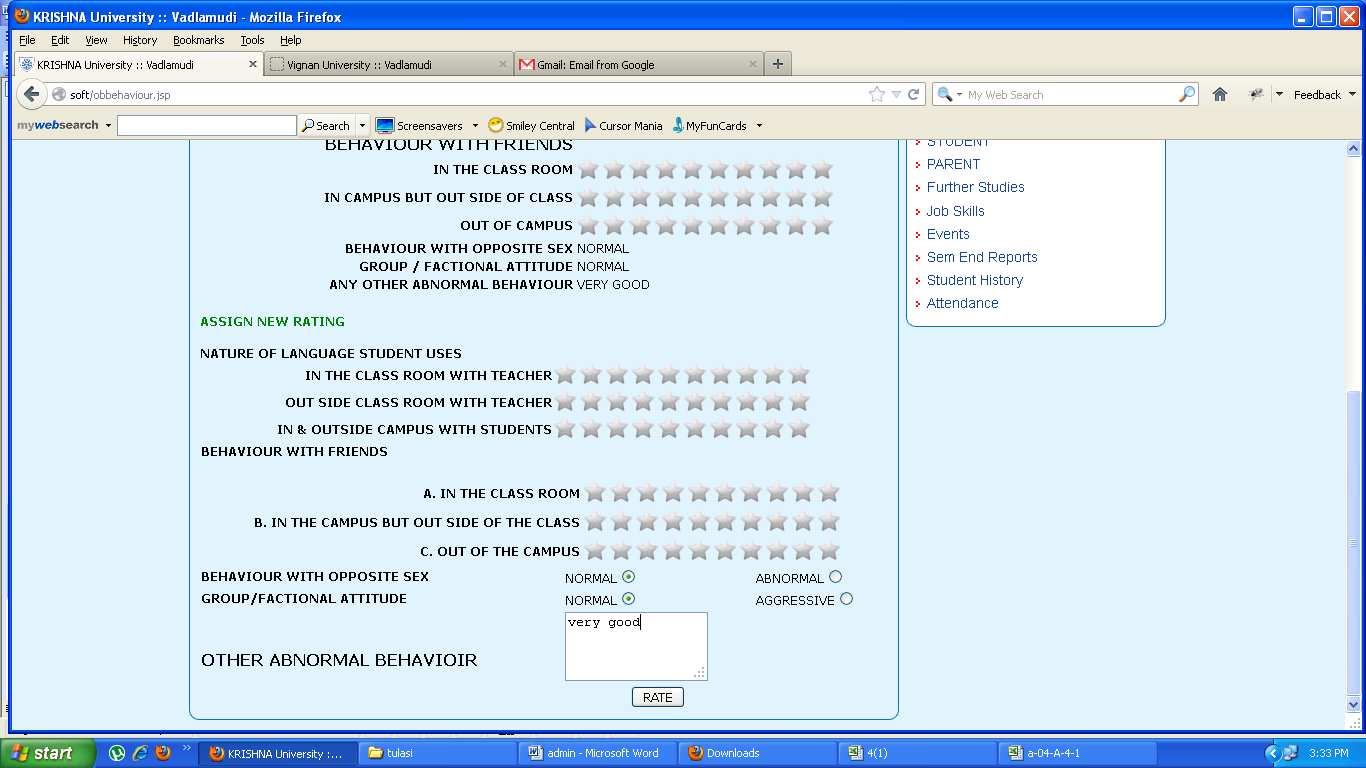 KRISHNA University :: Vadlamudi - Mozilla Firefox
File Edit View History Bookmarks Tools Help
KRISHNA University :: Vadlamudi Vignan University :: Vadlamudi Gmail: Email from Google
soft/obbehaviour.jsp My Web Search Feedback
mywebsearch Search Screensavers Smiley Central Cursor Mania MyFunCards
BEHAVIOUR WITH FRIENDS
IN THE CLASS ROOM
IN CAMPUS BUT OUT SIDE OF CLASS
OUT OF CAMPUS
BEHAVIOUR WITH OPPOSITE SEX NORMAL
GROUP / FACTIONAL ATTITUDE NORMAL
ANY OTHER ABNORMAL BEHAVIOUR VERY GOOD
ASSIGN NEW RATING
NATURE OF LANGUAGE STUDENT USES
IN THE CLASS ROOM WITH TEACHER
OUT SIDE CLASS ROOM WITH TEACHER
IN & OUTSIDE CAMPUS WITH STUDENTS
BEHAVIOUR WITH FRIENDS
A. IN THE CLASS ROOM
B. IN THE CAMPUS BUT OUT SIDE OF THE CLASS
C. OUT OF THE CAMPUS
BEHAVIOUR WITH OPPOSITE SEX NORMAL ABNORMAL
GROUP/FACTIONAL ATTITUDE NORMAL AGGRESSIVE
very good
OTHER ABNORMAL BEHAVIOIR
RATE
STUDENT
PARENT
Further Studies
Job Skills
Events
Sem End Reports
Student History
Attendance
start KRISHNA University :... tulasi admin - Microsoft Word Downloads 4(1) a-04-A-4-1 3:33 PM